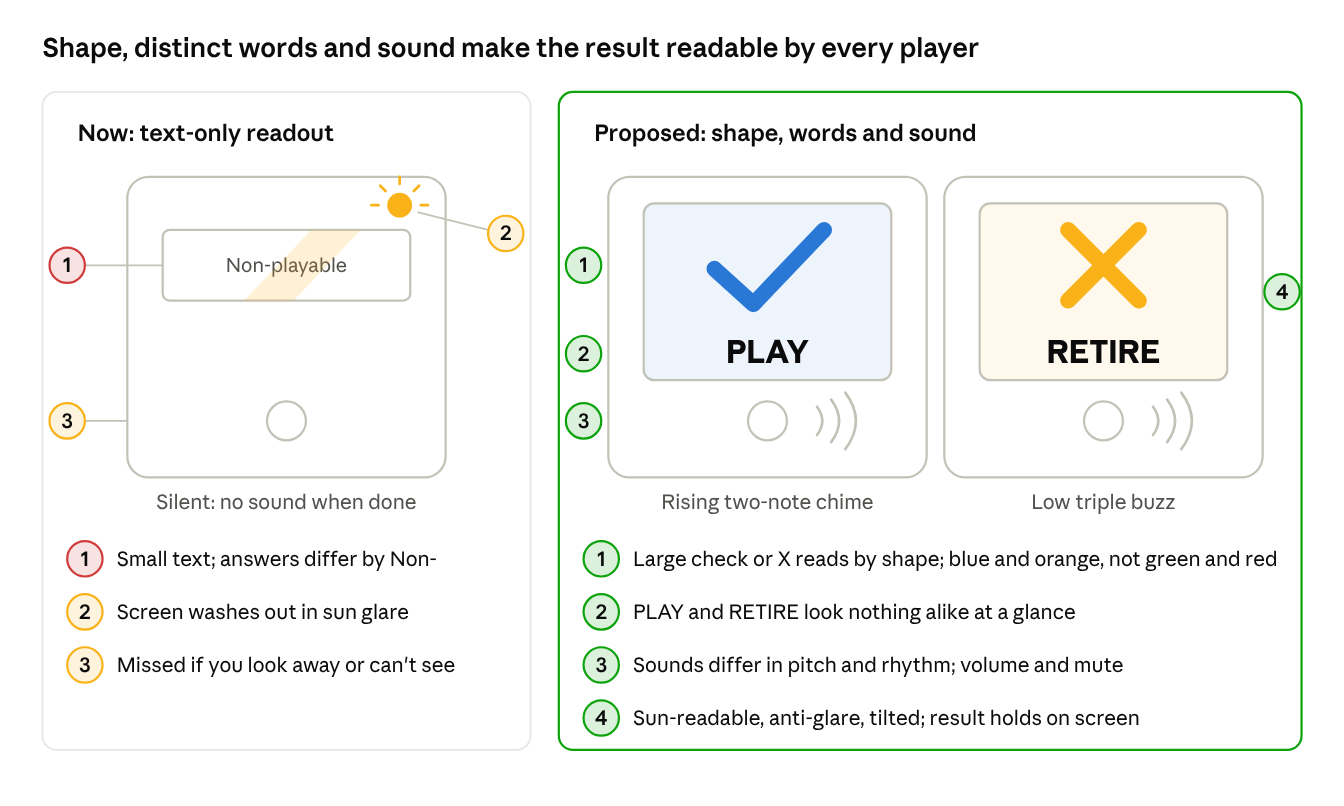 Shape, distinct words and sound make the result readable by every player
Now: text-only readout
2
1
Non-playable
3
Silent: no sound when done
1 Small text; answers differ by Non-
2 Screen washes out in sun glare
3 Missed if you look away or can't see
Proposed: shape, words and sound
1
4
2
PLAY
RETIRE
3
Rising two-note chime
Low triple buzz
1 Large check or X reads by shape; blue and orange, not green and red
2 PLAY and RETIRE look nothing alike at a glance
3 Sounds differ in pitch and rhythm; volume and mute
4 Sun-readable, anti-glare, tilted; result holds on screen